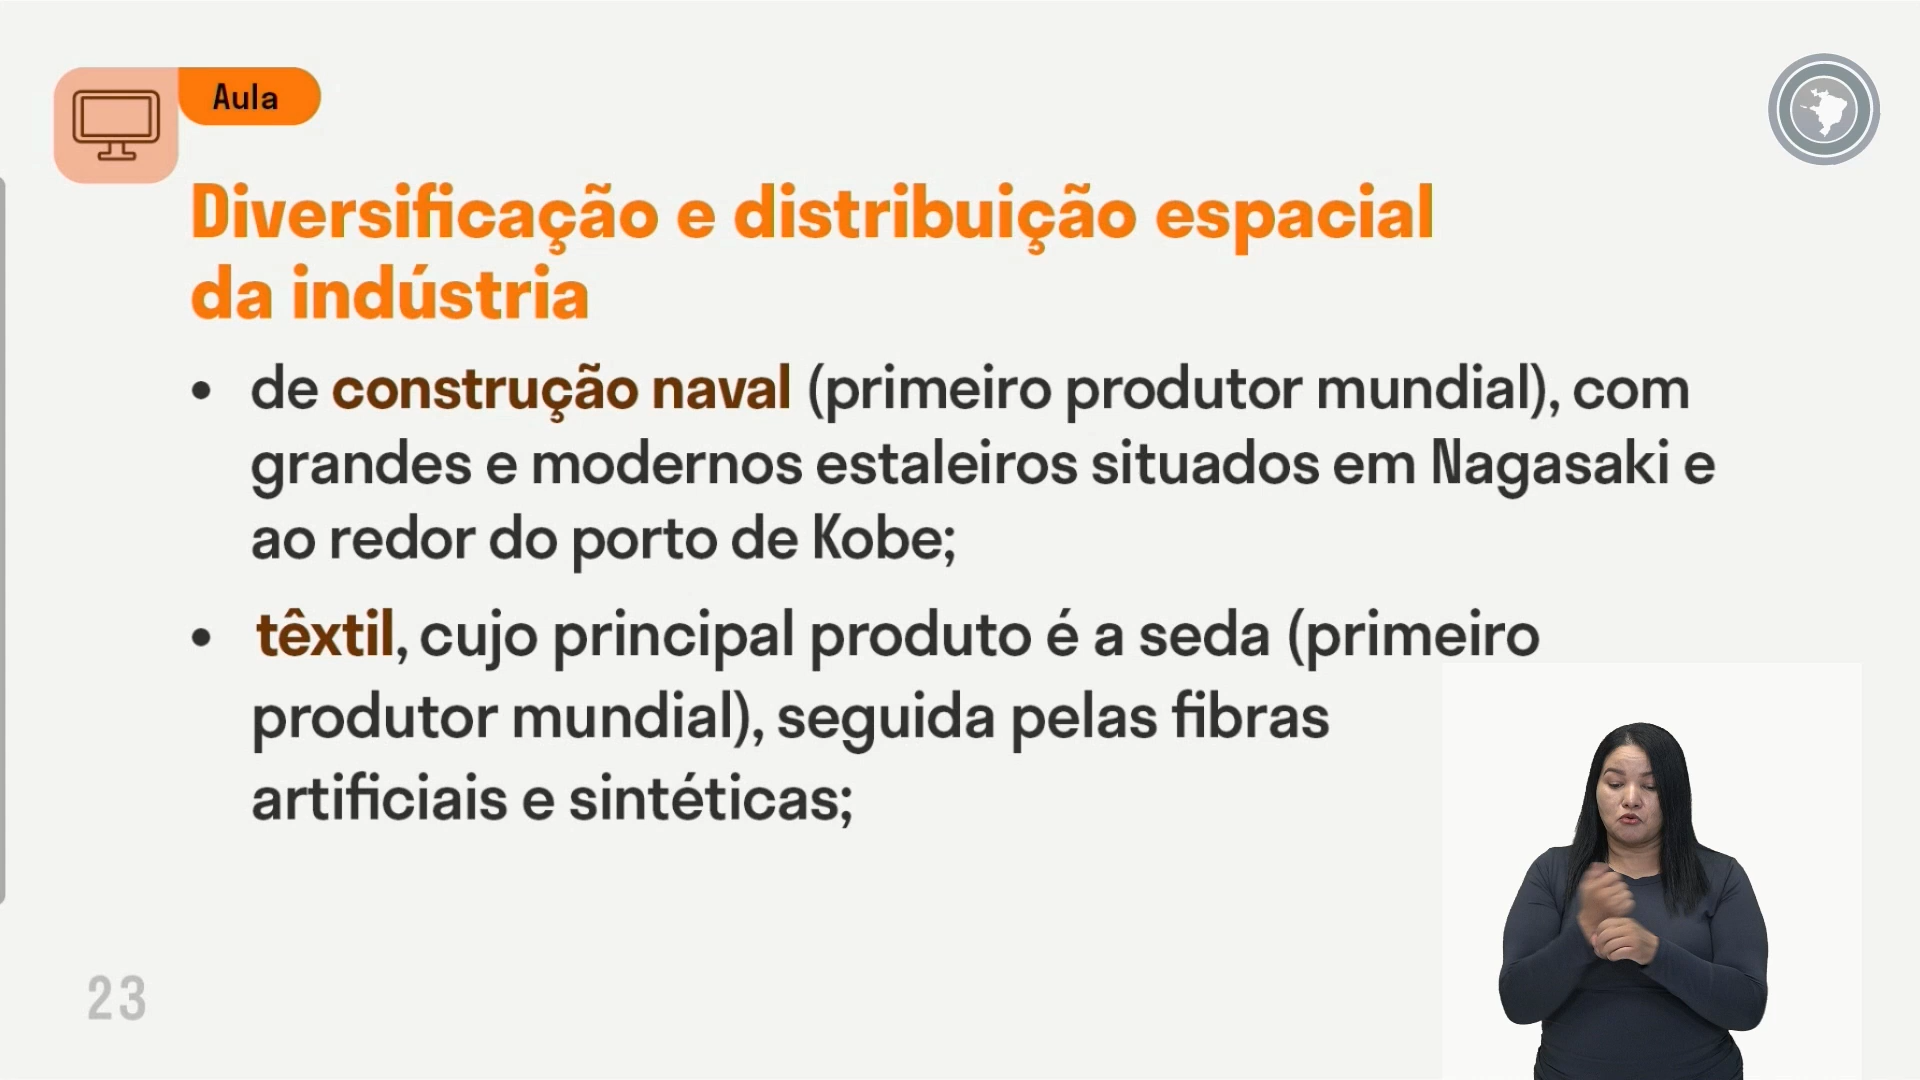 Aula
Diversificação e distribuição espacial
da indústria
• de construção naval (primeiro produtor mundial), com
grandes e modernos estaleiros situados em Nagasaki e
ao redor do porto de Kobe;
• têxtil, cujo principal produto é a seda (primeiro
produtor mundial), seguida pelas fibras
artificiais e sintéticas;
23